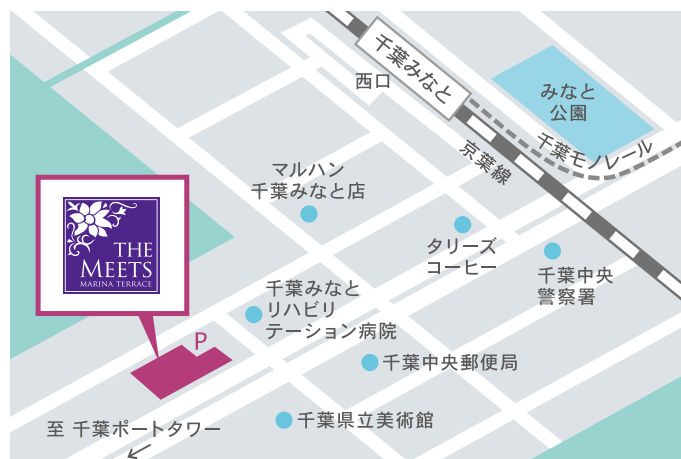 千葉みなと
西口
みなと
公園
千葉モノレール
京葉線
マルハン
千葉みなと店
THE
MEETS
MARINA TERRACE
タリーズ
コーヒー
千葉中央
警察署
千葉みなと
リハビリ
テーション病院
P
千葉中央郵便局
千葉県立美術館
至 千葉ポートタワー